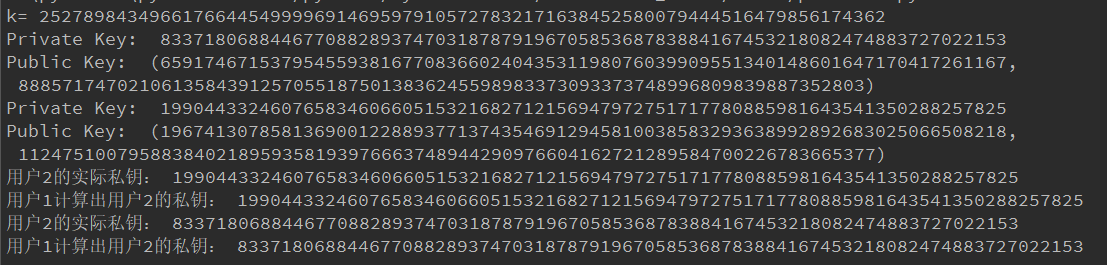 k= 25278984349661766445499996914695979105727832171638452580079444516479856174362
Private Key:  83371806884467708828937470318787919670585368783884167453218082474883727022153
Public Key:  (65917467153795455938167708366024043531198076039909551340148601647170417261167,
 88857174702106135843912570551875013836245598983373093373748996809839887352803)
Private Key:  19904433246076583460660515321682712156947972751717780885981643541350288257825
Public Key:  (19674130785813690012288937713743546912945810038583293638992892683025066508218,
 112475100795883840218959358193976663748944290976604162721289584700226783665377)
用户2的实际私钥： 19904433246076583460660515321682712156947972751717780885981643541350288257825
用户1计算出用户2的私钥： 19904433246076583460660515321682712156947972751717780885981643541350288257825
用户2的实际私钥： 83371806884467708828937470318787919670585368783884167453218082474883727022153
用户1计算出用户2的私钥： 83371806884467708828937470318787919670585368783884167453218082474883727022153